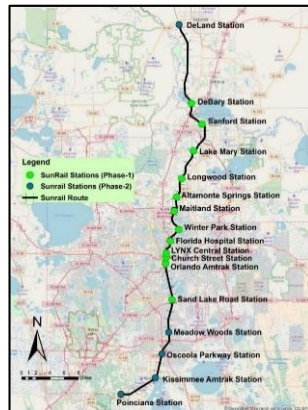 DeLand Station
DeBary Station
Sanford Station
Lake Mary Station
Legend
SunRail Stations (Phase-1)
Sunrail Stations (Phase-2)
Sunrail Route
Longwood Station
Altamonte Springs Station
Maitland Station
Winter Park Station
Florida Hospital Station
LYNX Central Station
Church Street Station
Orlando Amtrak Station
Sand Lake Road Station
N
Meadow Woods Station
Osceola Parkway Station
Kissimmee Amtrak Station
Poinciana Station